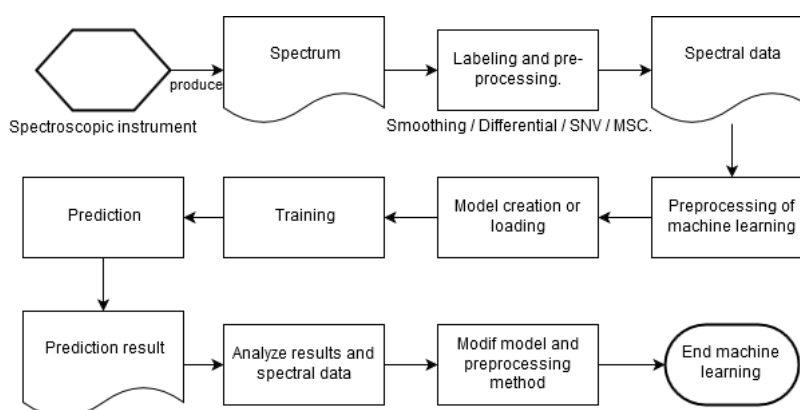 Spectroscopic instrument
produce
Spectrum
Labeling and pre-
processing.
Smoothing / Differential / SNV / MSC.
Spectral data
Preprocessing of
machine learning
Model creation or
loading
Training
Prediction
Prediction result
Analyze results and
spectral data
Modif model and
preprocessing
method
End machine
learning